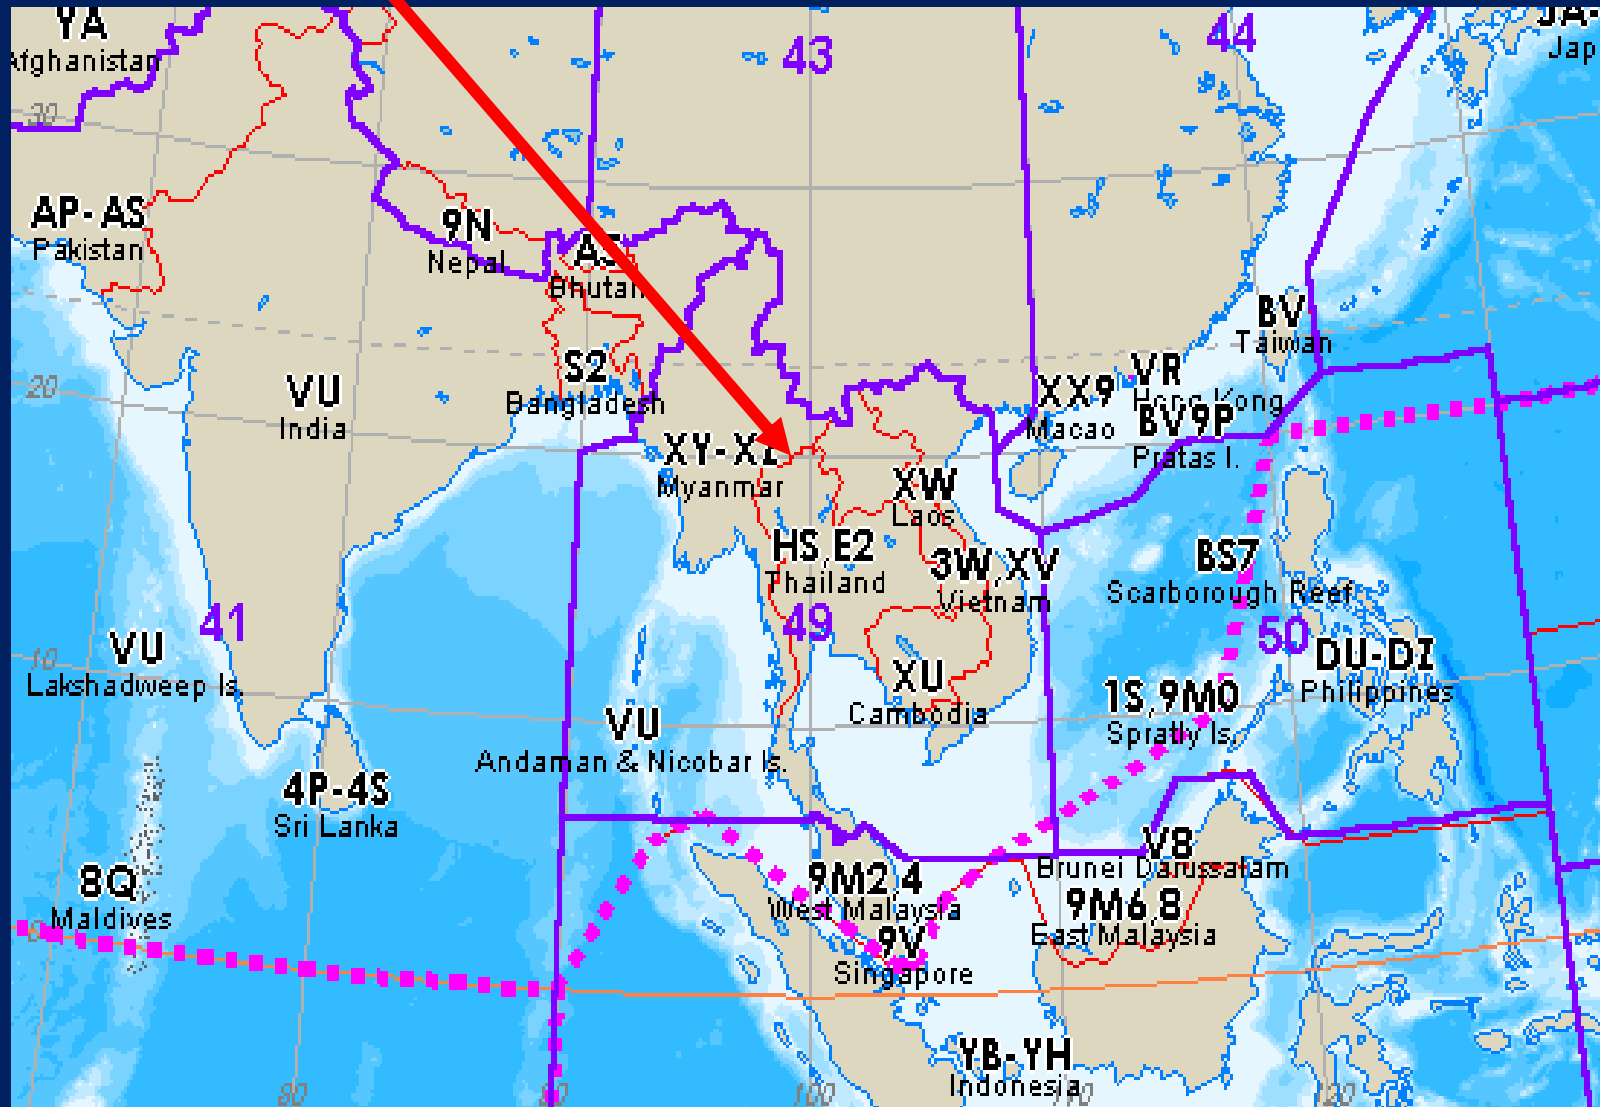 YA
Afghanistan
43
44
JA-
Jap
30
AP-AS
Pakistan
9N
Nepal
Bhutan
BV
Taiwan
20
VU
India
S2
Bangladesh
XX9
Macao
VR
Hong Kong
BV9P
Pratas I.
Myanmar
XW
Laos
HS,E2
Thailand
3W,XV
Vietnam
BS7
Scarborough Reef
41
49
50
10
VU
Lakshadweep Is.
XU
Cambodia
DU-DI
Philippines
1S,9M0
Spratly Is.
VU
Andaman & Nicobar Is.
4P-4S
Sri Lanka
V8
Brunei Darussalam
8Q
Maldives
9M2,4
West Malaysia
9M6,8
East Malaysia
0
9V
Singapore
YB-YH
Indonesia
80
90
100
110
120